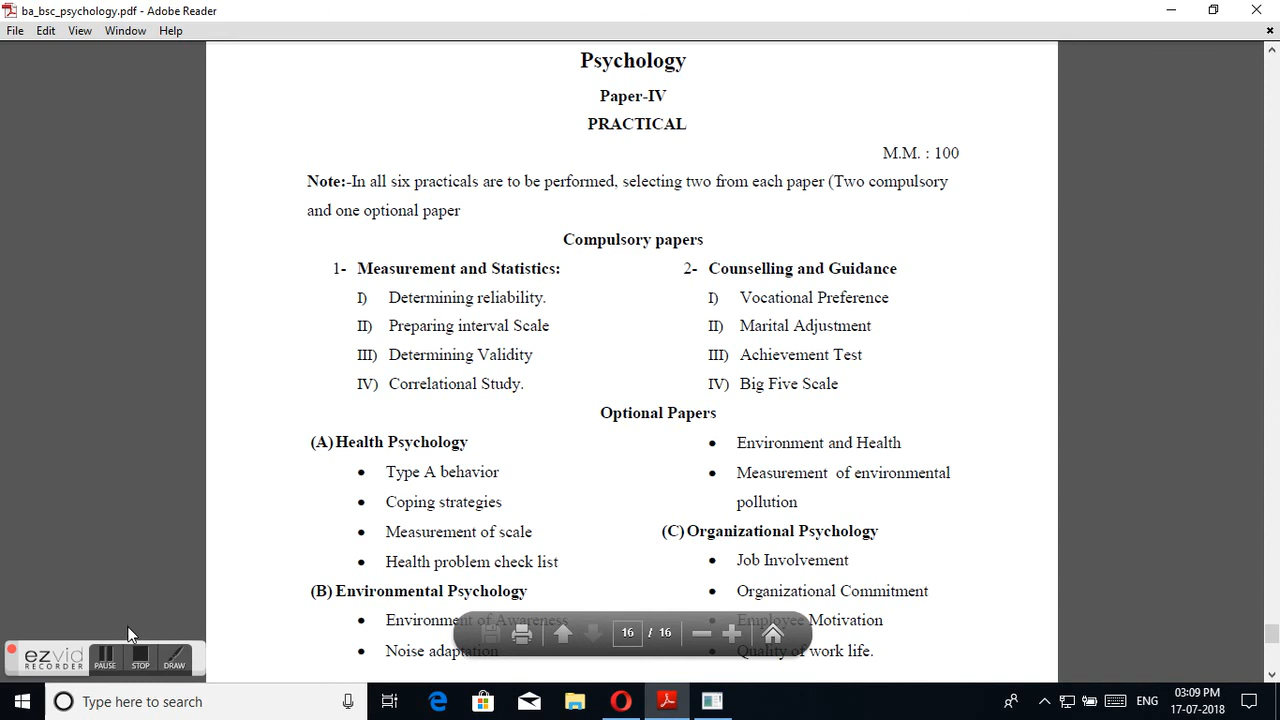 ba_bsc_psychology.pdf - Adobe Reader
File Edit View Window Help
Psychology
Paper-IV
PRACTICAL
M.M. : 100
Note:-In all six practicals are to be performed, selecting two from each paper (Two compulsory
and one optional paper
Compulsory papers
1- Measurement and Statistics:
I) Determining reliability.
II) Preparing interval Scale
III) Determining Validity
IV) Correlational Study.
2- Counselling and Guidance
I) Vocational Preference
II) Marital Adjustment
III) Achievement Test
IV) Big Five Scale
Optional Papers
(A) Health Psychology
• Type A behavior
• Coping strategies
• Measurement of scale
• Health problem check list
(B) Environmental Psychology
• Environment of Awareness
• Noise adaptation
• Environment and Health
• Measurement of environmental
pollution
(C) Organizational Psychology
• Job Involvement
• Organizational Commitment
• Employee Motivation
• Quality of work life.
16 / 16
ezvid
RECORDER
PAUSE STOP DRAW
Type here to search
ENG
03:09 PM
17-07-2018